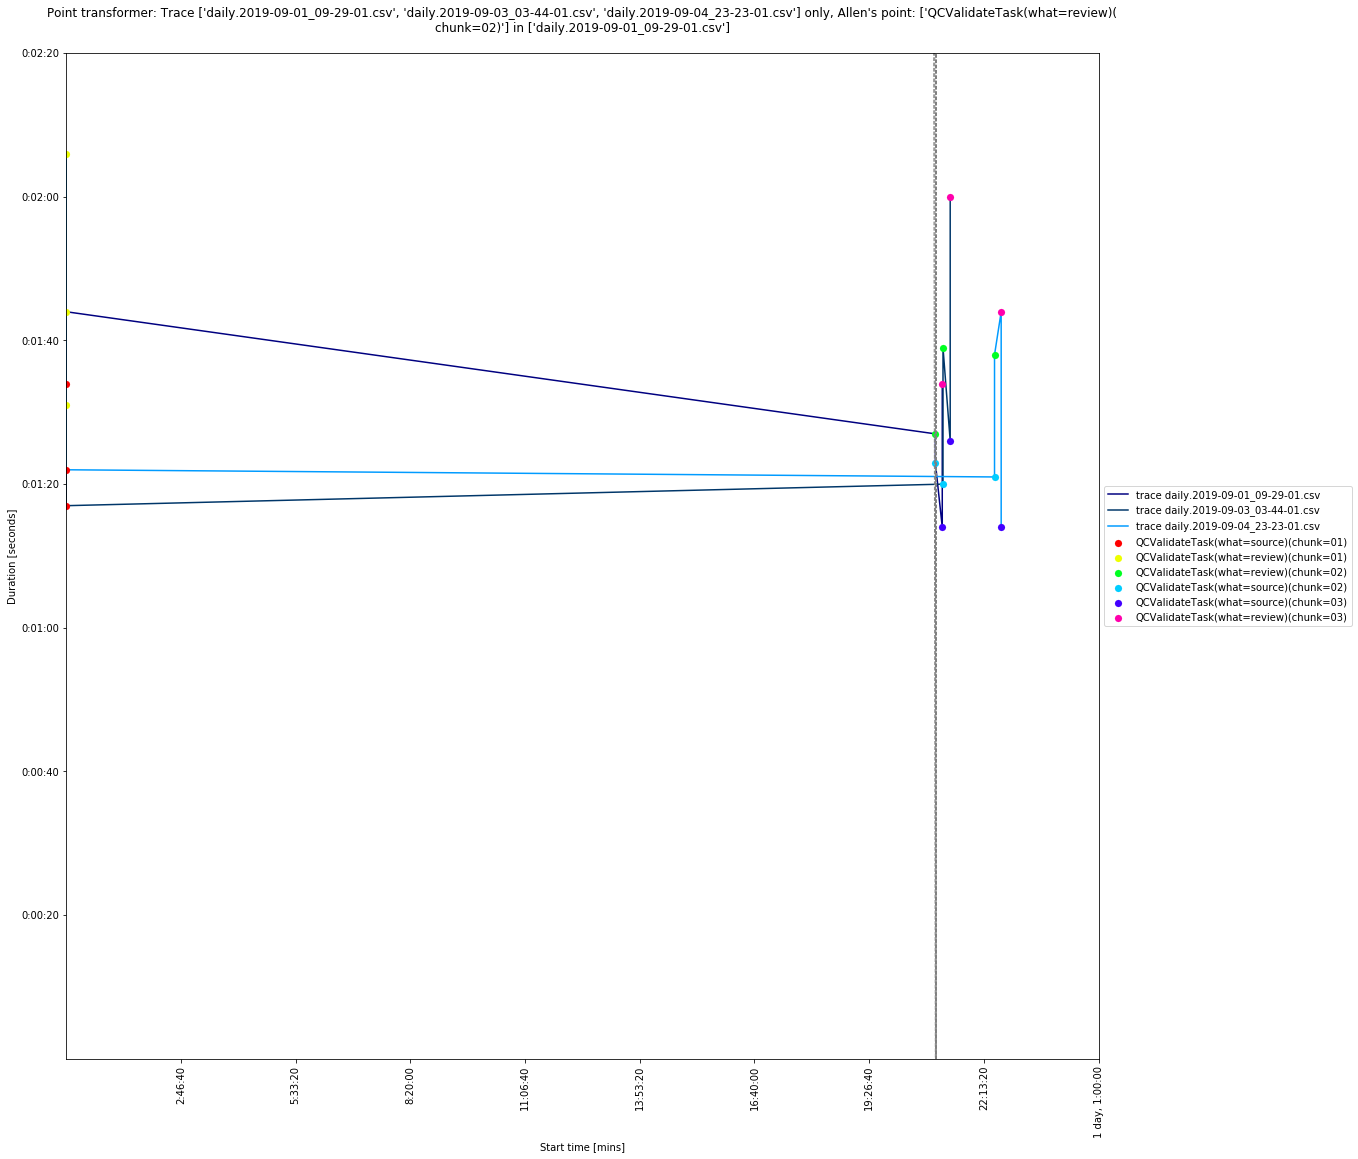 Point transformer: Trace ['daily.2019-09-01_09-29-01.csv', 'daily.2019-09-03_03-44-01.csv', 'daily.2019-09-04_23-23-01.csv'] only, Allen's point: ['QCValidateTask(what=review)(
chunk=02)'] in ['daily.2019-09-01_09-29-01.csv']
0:02:20
0:02:00
0:01:40
0:01:20
0:01:00
0:00:40
0:00:20
Duration [seconds]
2:46:40
5:33:20
8:20:00
11:06:40
13:53:20
16:40:00
19:26:40
22:13:20
1 day, 1:00:00
Start time [mins]
trace daily.2019-09-01_09-29-01.csv
trace daily.2019-09-03_03-44-01.csv
trace daily.2019-09-04_23-23-01.csv
QCValidateTask(what=source)(chunk=01)
QCValidateTask(what=review)(chunk=01)
QCValidateTask(what=review)(chunk=02)
QCValidateTask(what=source)(chunk=02)
QCValidateTask(what=source)(chunk=03)
QCValidateTask(what=review)(chunk=03)